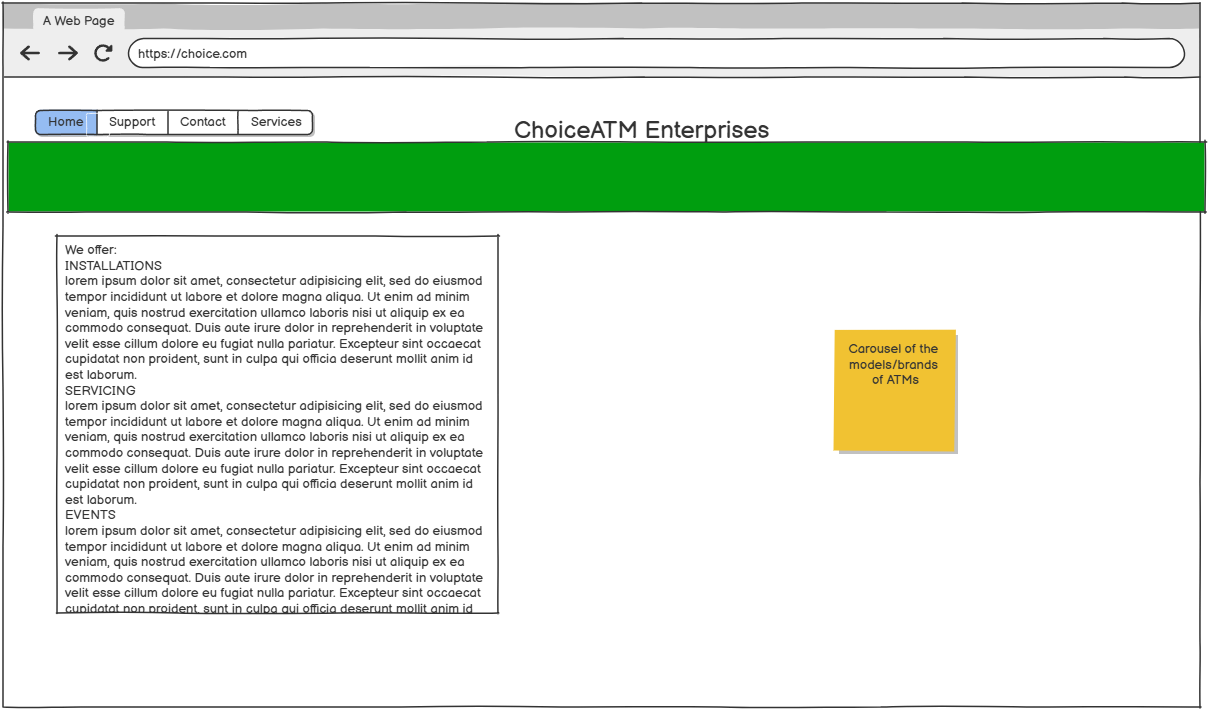 A Web Page
https://choice.com
Home Support Contact Services
ChoiceATM Enterprises
We offer:
INSTALLATIONS
lorem ipsum dolor sit amet, consectetur adipisicing elit, sed do eiusmod
tempor incididunt ut labore et dolore magna aliqua. Ut enim ad minim
veniam, quis nostrud exercitation ullamco laboris nisi ut aliquip ex ea
commodo consequat. Duis aute irure dolor in reprehenderit in voluptate
velit esse cillum dolore eu fugiat nulla pariatur. Excepteur sint occaecat
cupidatat non proident, sunt in culpa qui officia deserunt mollit anim id
est laborum.
SERVICING
lorem ipsum dolor sit amet, consectetur adipisicing elit, sed do eiusmod
tempor incididunt ut labore et dolore magna aliqua. Ut enim ad minim
veniam, quis nostrud exercitation ullamco laboris nisi ut aliquip ex ea
commodo consequat. Duis aute irure dolor in reprehenderit in voluptate
velit esse cillum dolore eu fugiat nulla pariatur. Excepteur sint occaecat
cupidatat non proident, sunt in culpa qui officia deserunt mollit anim id
est laborum.
EVENTS
lorem ipsum dolor sit amet, consectetur adipisicing elit, sed do eiusmod
tempor incididunt ut labore et dolore magna aliqua. Ut enim ad minim
veniam, quis nostrud exercitation ullamco laboris nisi ut aliquip ex ea
commodo consequat. Duis aute irure dolor in reprehenderit in voluptate
velit esse cillum dolore eu fugiat nulla pariatur. Excepteur sint occaecat
cupidatat non proident, sunt in culpa qui officia deserunt mollit anim id
Carousel of the
models/brands
of ATMs